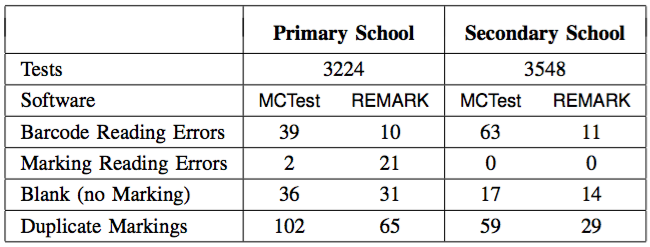 Primary School Secondary School
Tests 3224 3548
Software MCTest REMARK MCTest REMARK
Barcode Reading Errors 39 10 63 11
Marking Reading Errors 2 21 0 0
Blank (no Marking) 36 31 17 14
Duplicate Markings 102 65 59 29